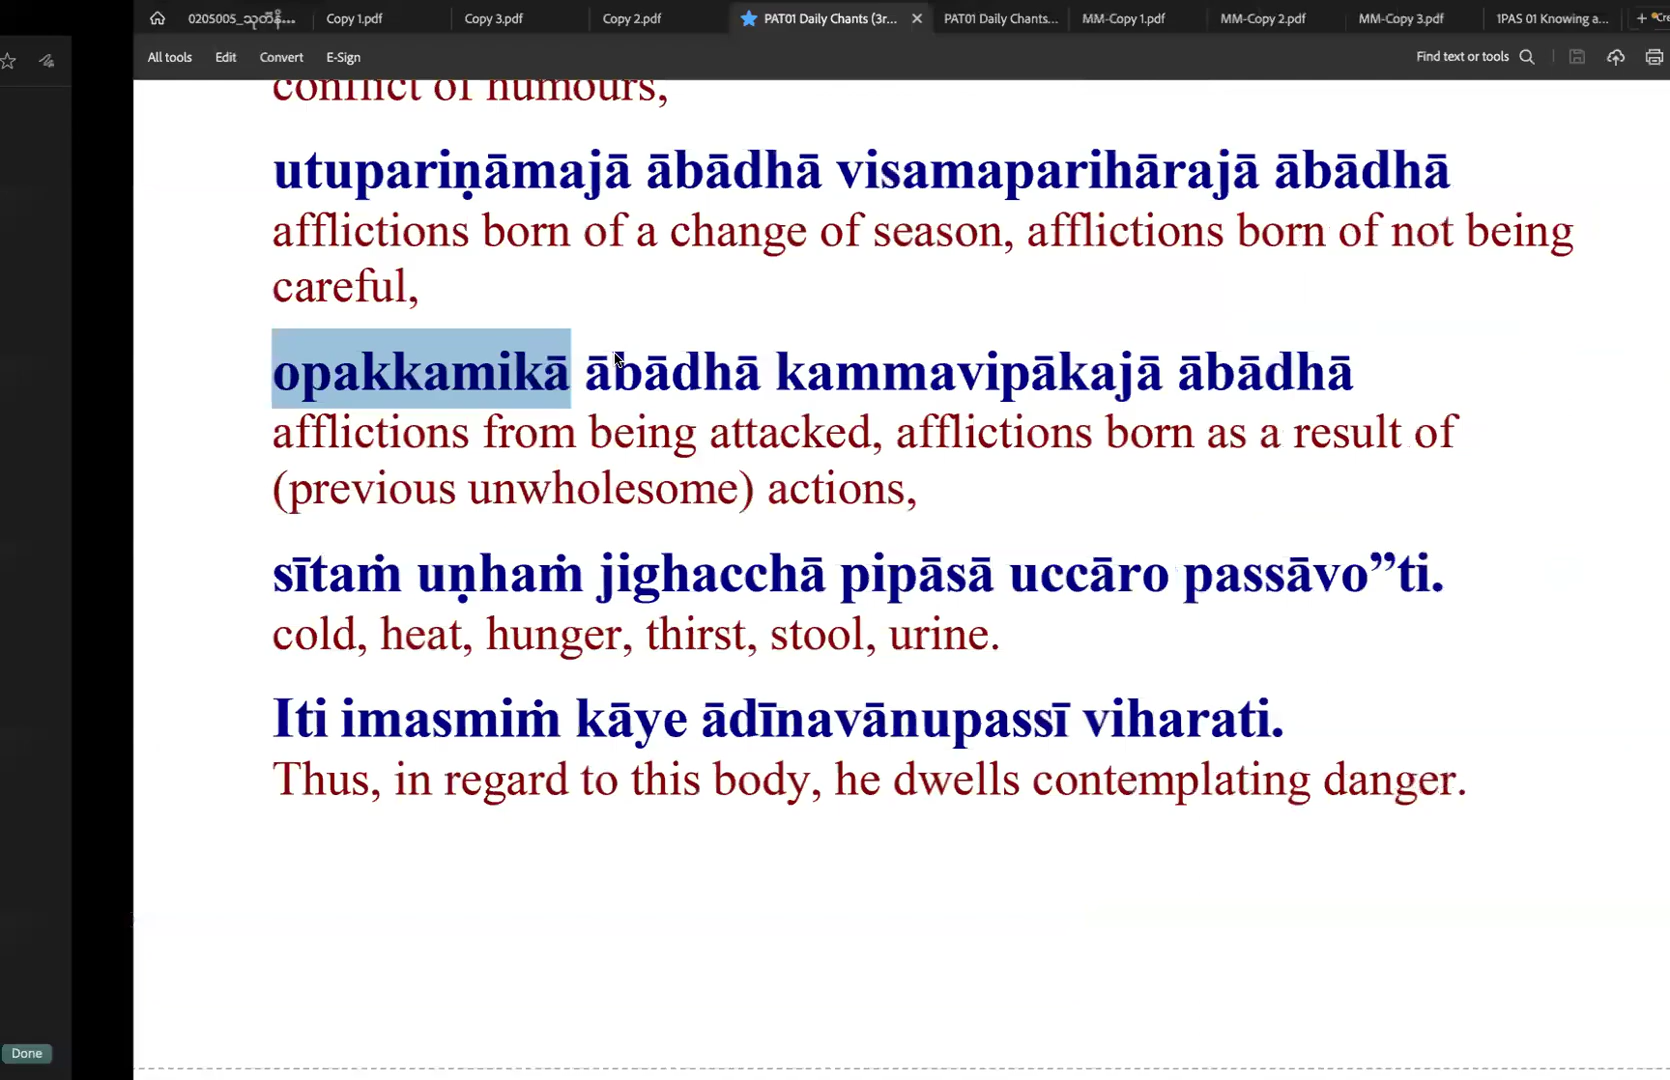 0205005_သုတ်နိ...
Copy 1.pdf
Copy 3.pdf
Copy 2.pdf
PAT01 Daily Chants (3r...
PAT01 Daily Chants...
MM-Copy 1.pdf
MM-Copy 2.pdf
MM-Copy 3.pdf
1PAS 01 Knowing a...
All tools
Edit
Convert
E-Sign
Find text or tools
conflict of humours,
utupariṇāmajā ābādhā visamaparihārajā ābādhā
afflictions born of a change of season, afflictions born of not being
careful,
opakkamikā ābādhā kammavipākajā ābādhā
afflictions from being attacked, afflictions born as a result of
(previous unwholesome) actions,
sītaṁ uṇhaṁ jighacchā pipāsā uccāro passāvo”ti.
cold, heat, hunger, thirst, stool, urine.
Iti imasmiṁ kāye ādīnavānupassī viharati.
Thus, in regard to this body, he dwells contemplating danger.
Done